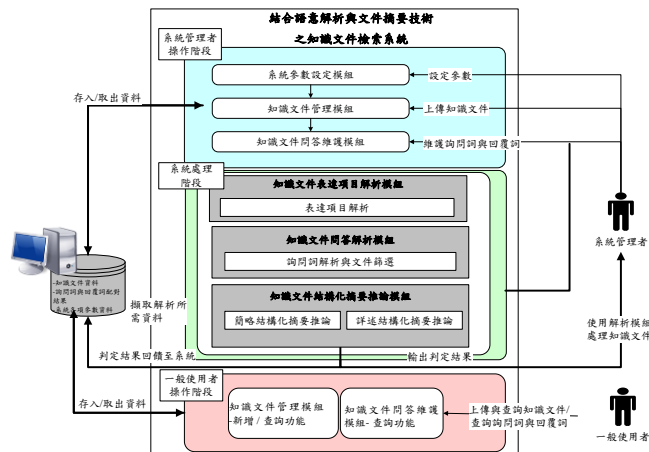 結合語意解析與文件摘要技術
之知識文件檢索系統
系統管理者
操作階段
系統參數設定模組
設定參數
存入/取出資料
知識文件管理模組
上傳知識文件
知識文件問答維護模組
維護詢問詞與回覆詞
系統處理
階段
知識文件表達項目解析模組
表達項目解析
知識文件問答解析模組
詢問詞解析與文件篩選
系統管理者
-知識文件資料
-詢問詞與回覆詞配對
結果
-系統各項參數資料
擷取解析所
需資料
知識文件結構化摘要推論模組
簡略結構化摘要推論
詳述結構化摘要推論
使用解析模組
處理知識文件
判定結果回饋至系統
輸出判定結果
一般使用者
操作階段
存入/取出資料
知識文件管理模組
-新增/查詢功能
知識文件問答維護
模組-查詢功能
上傳與查詢知識文件/
查詢詢問詞與回覆詞
一般使用者